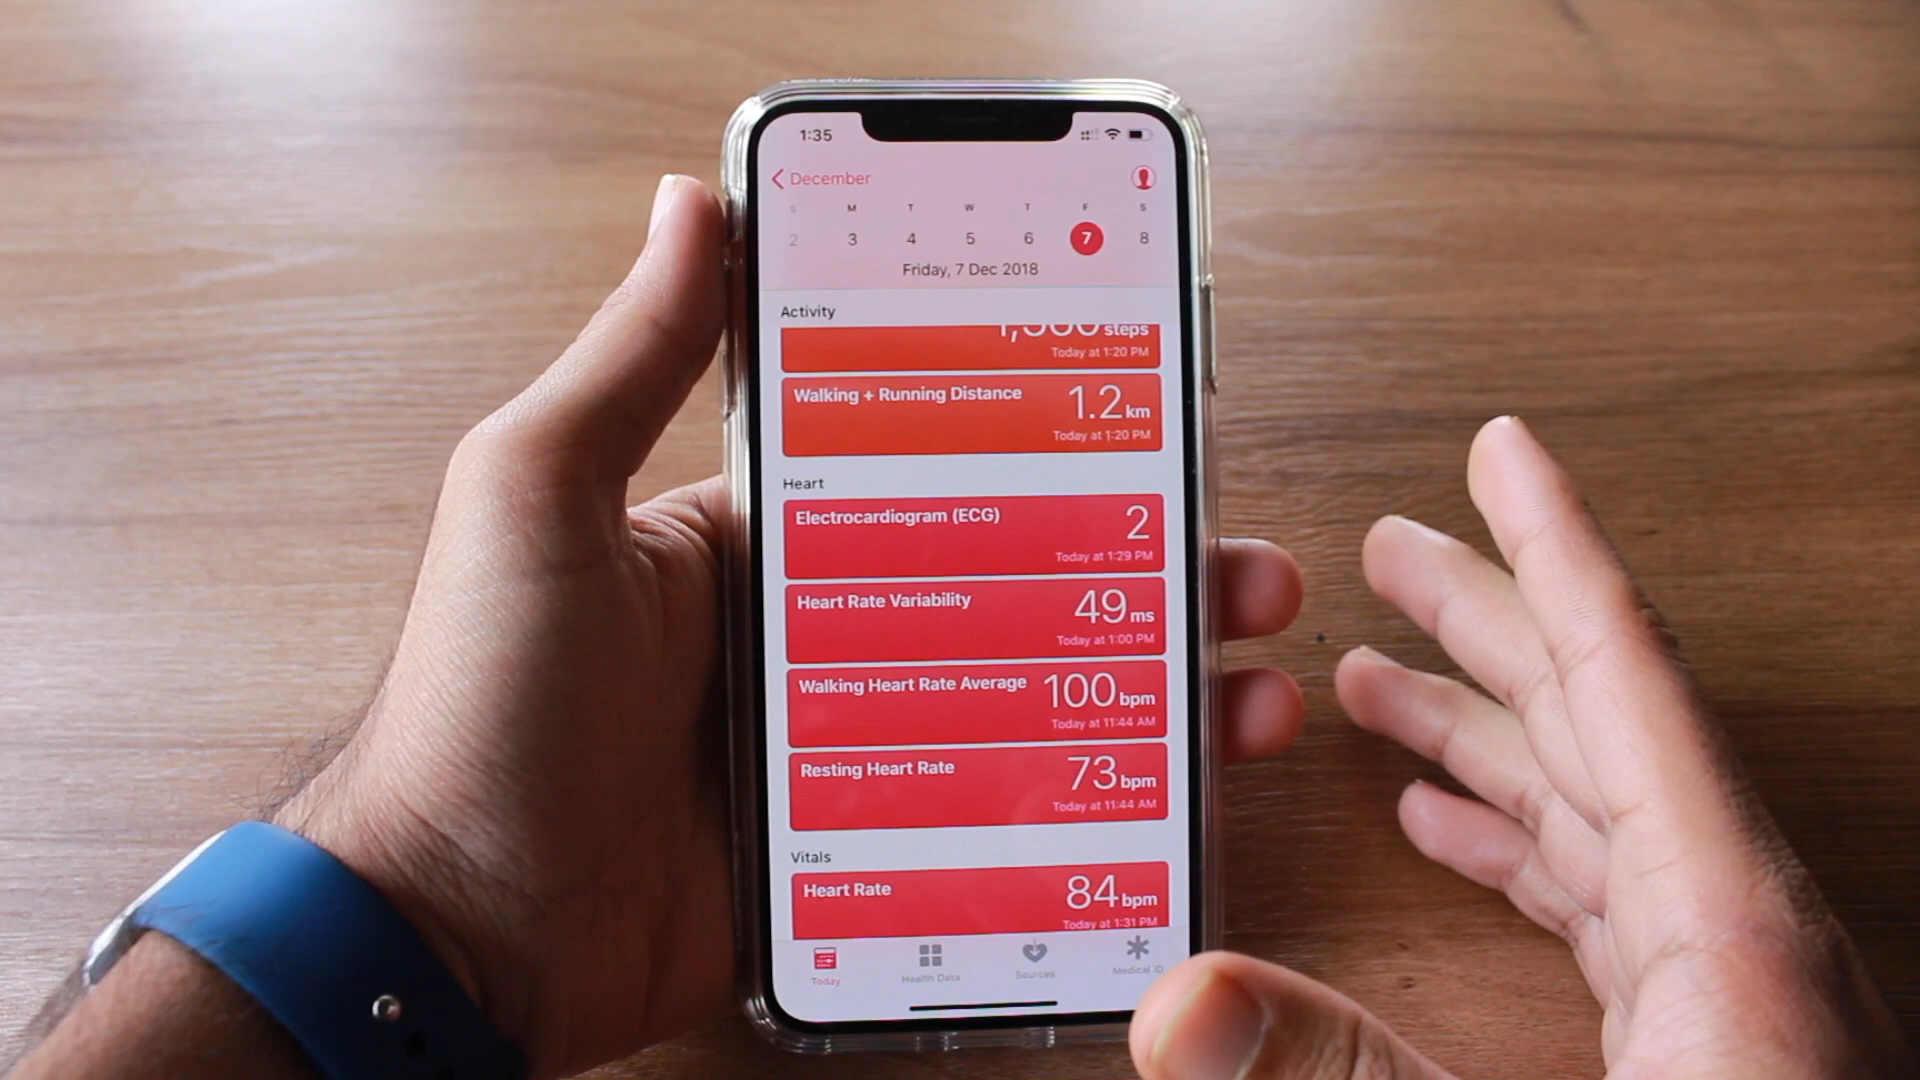 1:35
December
S M T W T F S
2 3 4 5 6 7 8
Friday, 7 Dec 2018
Activity
steps
Today at 1:20 PM
Walking + Running Distance 1.2 km
Today at 1:20 PM
Heart
Electrocardiogram (ECG) 2
Today at 1:29 PM
Heart Rate Variability 49 ms
Today at 1:00 PM
Walking Heart Rate Average 100 bpm
Today at 11:44 AM
Resting Heart Rate 73 bpm
Today at 11:44 AM
Vitals
Heart Rate 84 bpm
Today at 1:31 PM
Today Health Data Sources Medical ID